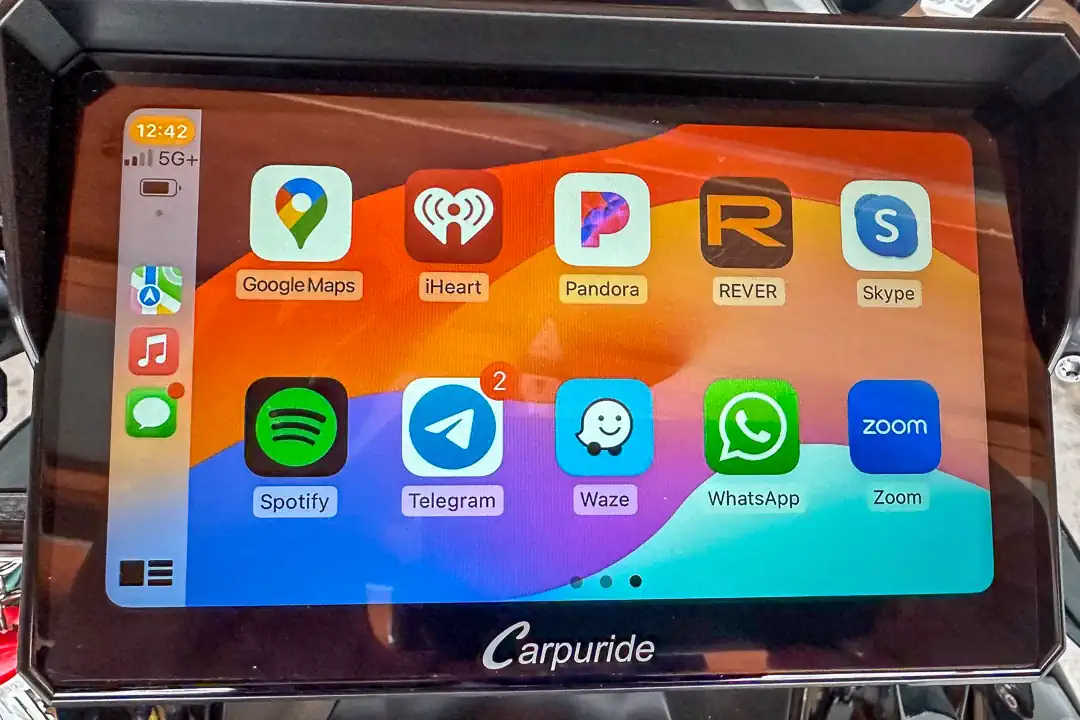 12:42
5G+
Google Maps
iHeart
Pandora
REVER
Skype
2
Spotify
Telegram
Waze
WhatsApp
zoom
Zoom
Carpuride